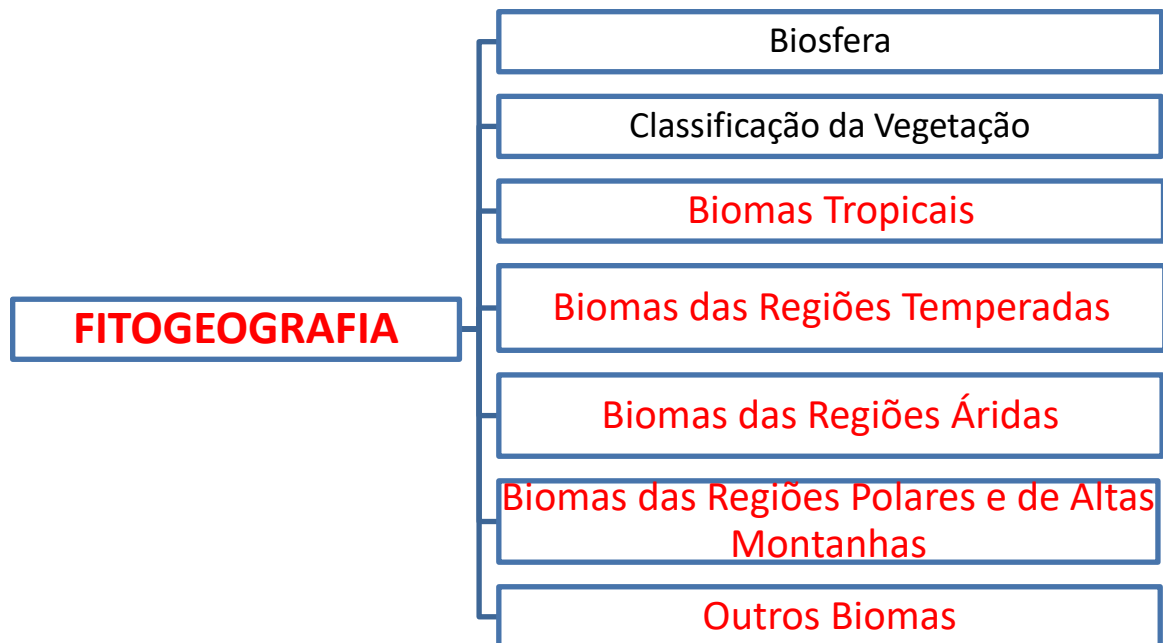 Biosfera
Classificação da Vegetação
Biomas Tropicais
FITOGEOGRAFIA
Biomas das Regiões Temperadas
Biomas das Regiões Áridas
Biomas das Regiões Polares e de Altas
Montanhas
Outros Biomas